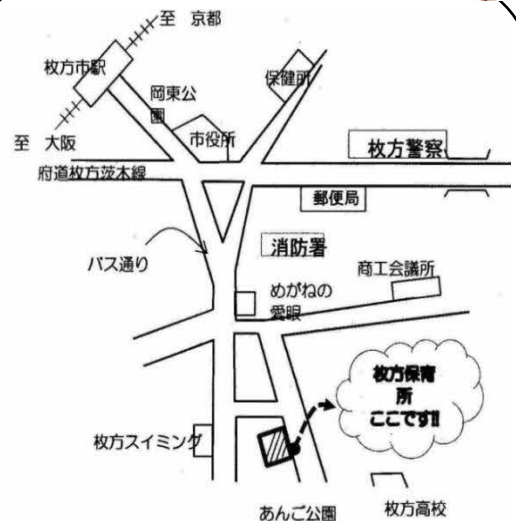 至　京都
枚方市駅
保健所
岡東公
園
市役所
至　大阪
枚方警察
府道枚方茨木線
郵便局
消防署
バス通り
商工会議所
めがねの
愛眼
枚方保育
所
ここです!!
枚方スイミング
あんご公園
枚方高校